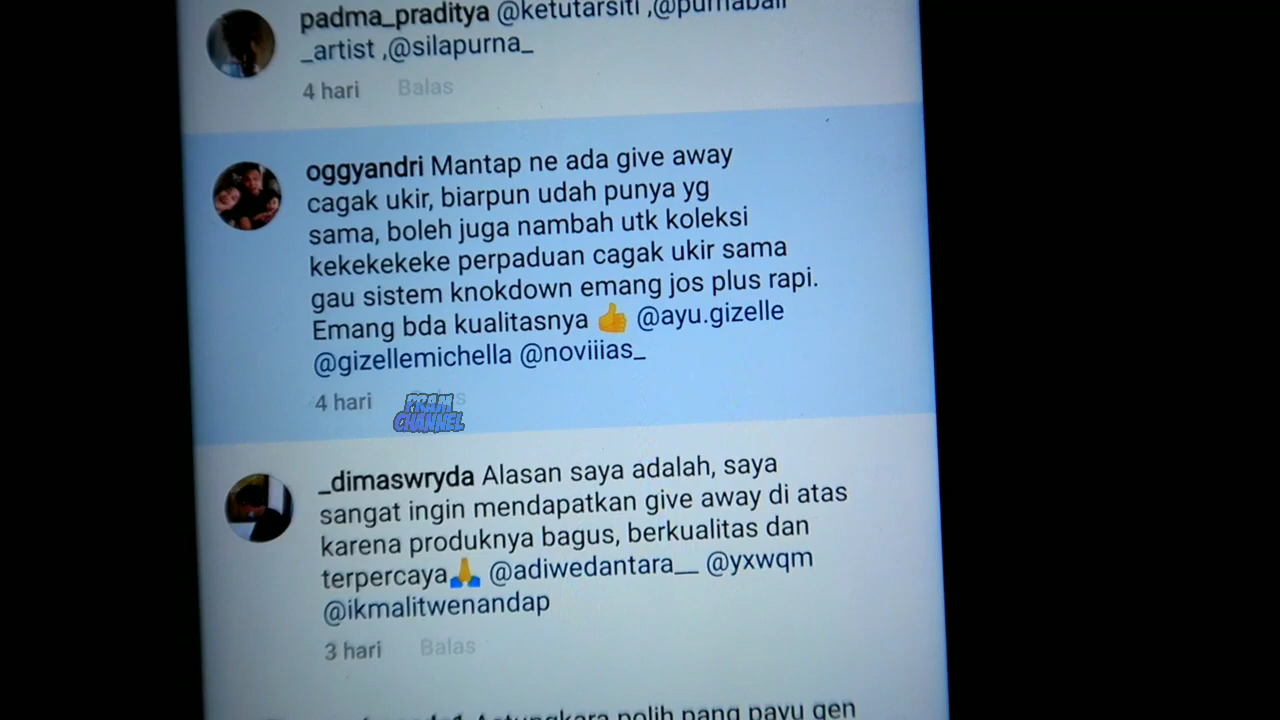 padma_praditya @ketutarsiti ,@purnabali
_artist ,@silapurna_
4 hari Balas
oggyandri Mantap ne ada give away
cagak ukir, biarpun udah punya yg
sama, boleh juga nambah utk koleksi
kekekekeke perpaduan cagak ukir sama
gau sistem knokdown emang jos plus rapi.
Emang bda kualitasnya 👍 @ayu.gizelle
@gizellemichella @noviiias_
4 hari
PRAM
CHANNEL
_dimaswryda Alasan saya adalah, saya
sangat ingin mendapatkan give away di atas
karena produknya bagus, berkualitas dan
terpercaya🙏 @adiwedantara__ @yxwqm
@ikmalitwenandap
3 hari Balas
polih nang payu gen